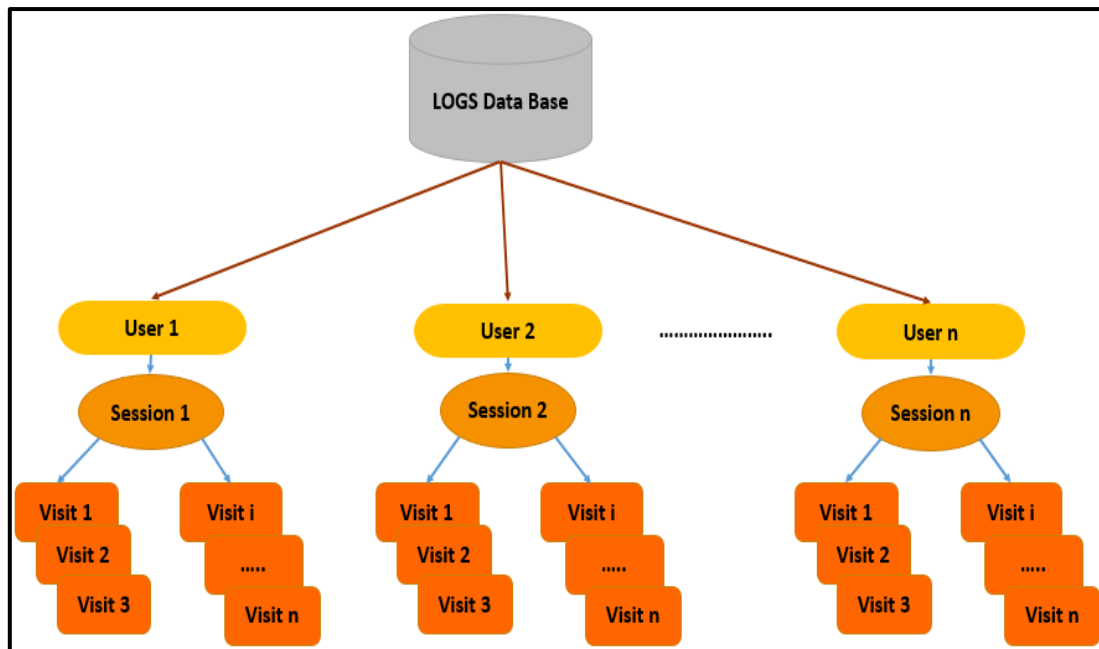 LOGS Data Base
User 1
User 2
........................
User n
Session 1
Session 2
Session n
Visit 1
Visit i
Visit 1
Visit i
Visit 1
Visit i
Visit 2
.....
Visit 2
.....
Visit 2
.....
Visit 3
Visit n
Visit 3
Visit n
Visit 3
Visit n